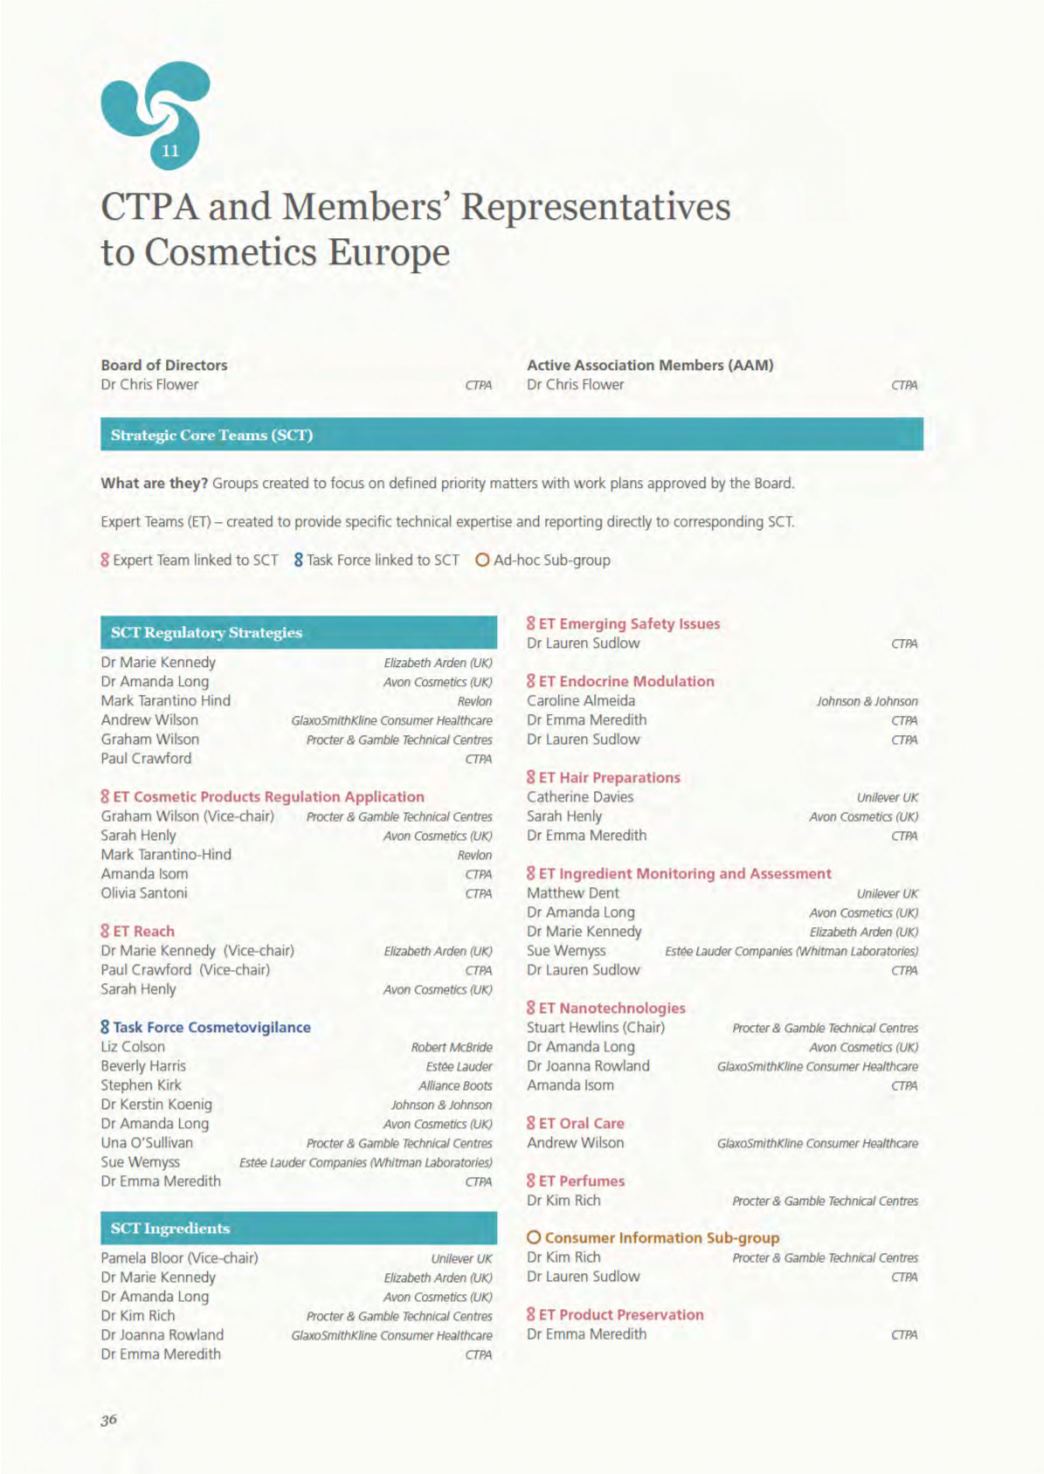 11
CTPA and Members' Representatives
to Cosmetics Europe
Board of Directors
Dr Chris Flower CTPA
Active Association Members (AAM)
Dr Chris Flower CTPA
Strategic Core Teams (SCT)
What are they? Groups created to focus on defined priority matters with work plans approved by the Board.
Expert Teams (ET) – created to provide specific technical expertise and reporting directly to corresponding SCT.
Expert Team linked to SCT Task Force linked to SCT Ad-hoc Sub-group
SCT Regulatory Strategies
Dr Marie Kennedy Elizabeth Arden (UK)
Dr Amanda Long Avon Cosmetics (UK)
Mark Tarantino Hind Revlon
Andrew Wilson GlaxoSmithKline Consumer Healthcare
Graham Wilson Procter & Gamble Technical Centres
Paul Crawford CTPA
ET Cosmetic Products Regulation Application
Graham Wilson (Vice-chair) Procter & Gamble Technical Centres
Sarah Henly Avon Cosmetics (UK)
Mark Tarantino-Hind Revlon
Amanda Isom CTPA
Olivia Santoni CTPA
ET Reach
Dr Marie Kennedy (Vice-chair) Elizabeth Arden (UK)
Paul Crawford (Vice-chair) CTPA
Sarah Henly Avon Cosmetics (UK)
Task Force Cosmetovigilance
Liz Colson Robert McBride
Beverly Harris Estée Lauder
Stephen Kirk Alliance Boots
Dr Kerstin Koenig Johnson & Johnson
Dr Amanda Long Avon Cosmetics (UK)
Una O'Sullivan Procter & Gamble Technical Centres
Sue Wemyss Estée Lauder Companies (Whitman Laboratories)
Dr Emma Meredith CTPA
SCT Ingredients
Pamela Bloor (Vice-chair) Unilever UK
Dr Marie Kennedy Elizabeth Arden (UK)
Dr Amanda Long Avon Cosmetics (UK)
Dr Kim Rich Procter & Gamble Technical Centres
Dr Joanna Rowland GlaxoSmithKline Consumer Healthcare
Dr Emma Meredith CTPA
ET Emerging Safety Issues
Dr Lauren Sudlow CTPA
ET Endocrine Modulation
Caroline Almeida Johnson & Johnson
Dr Emma Meredith CTPA
Dr Lauren Sudlow CTPA
ET Hair Preparations
Catherine Davies Unilever UK
Sarah Henly Avon Cosmetics (UK)
Dr Emma Meredith CTPA
ET Ingredient Monitoring and Assessment
Matthew Dent Unilever UK
Dr Amanda Long Avon Cosmetics (UK)
Dr Marie Kennedy Elizabeth Arden (UK)
Sue Wemyss Estée Lauder Companies (Whitman Laboratories)
Dr Lauren Sudlow CTPA
ET Nanotechnologies
Stuart Hewlins (Chair) Procter & Gamble Technical Centres
Dr Amanda Long Avon Cosmetics (UK)
Dr Joanna Rowland GlaxoSmithKline Consumer Healthcare
Amanda Isom CTPA
ET Oral Care
Andrew Wilson GlaxoSmithKline Consumer Healthcare
ET Perfumes
Dr Kim Rich Procter & Gamble Technical Centres
Consumer Information Sub-group
Dr Kim Rich Procter & Gamble Technical Centres
Dr Lauren Sudlow CTPA
ET Product Preservation
Dr Emma Meredith CTPA
36